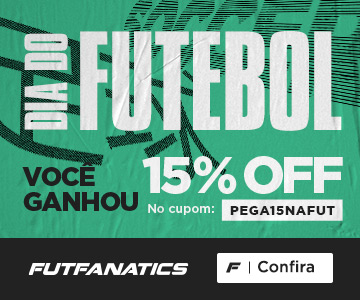 DIA DO
FUTEBOL
VOCÊ
GANHOU
15% OFF
No cupom: PEGA15NAFUT
FUTFANATICS
F | Confira